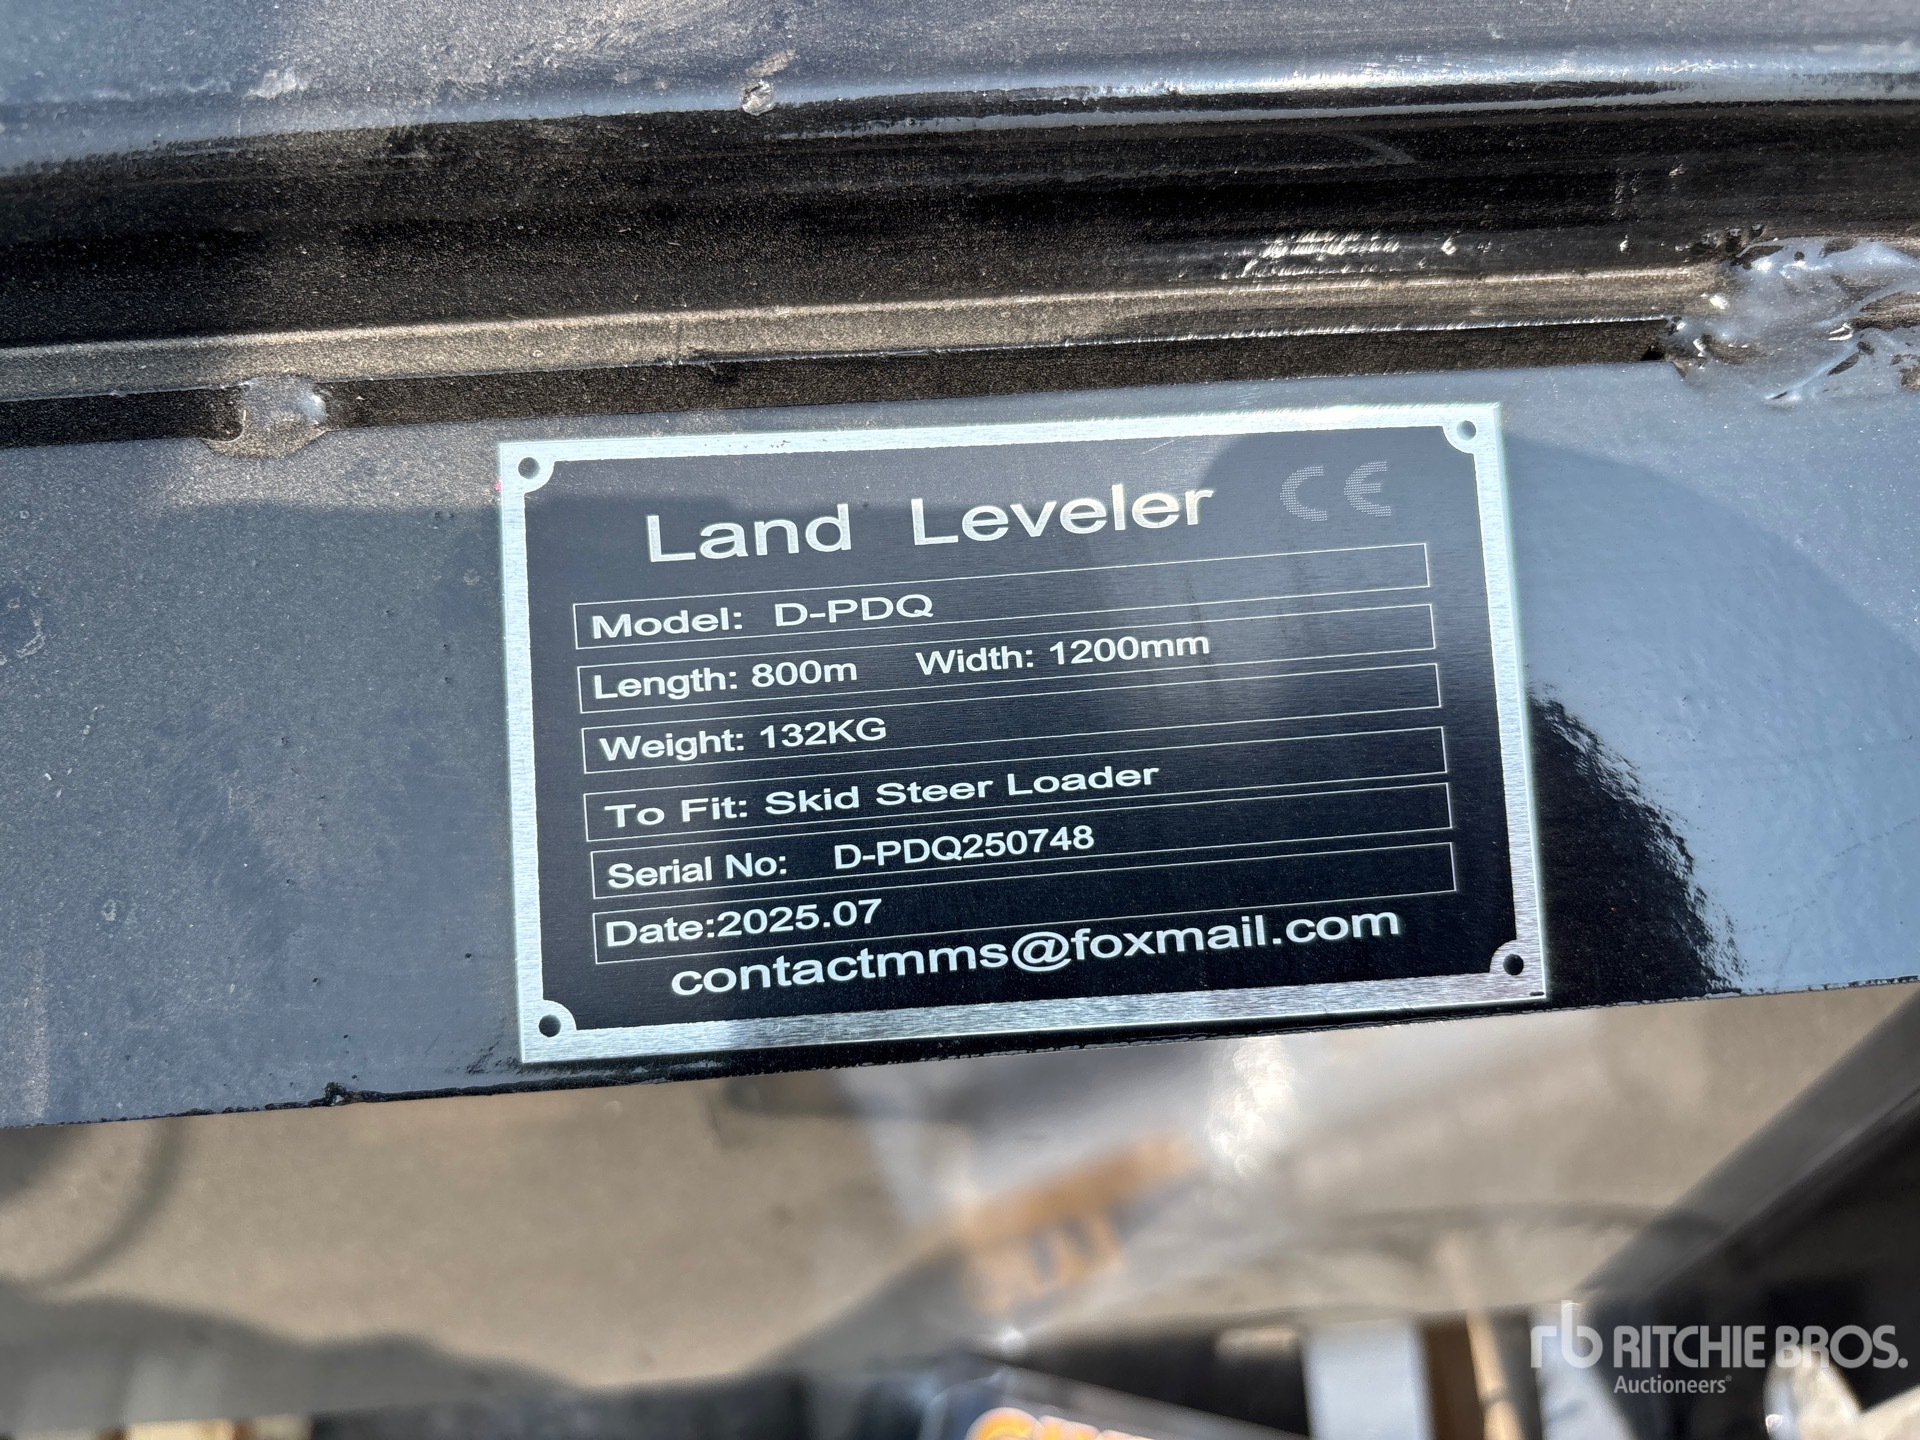 Land Leveler CE
Model: D-PDQ
Length: 800m Width: 1200mm
Weight: 132KG
To Fit: Skid Steer Loader
Serial No: D-PDQ250748
Date:2025.07
contactmms@foxmail.com
rb RITCHIE BROS.
Auctioneers